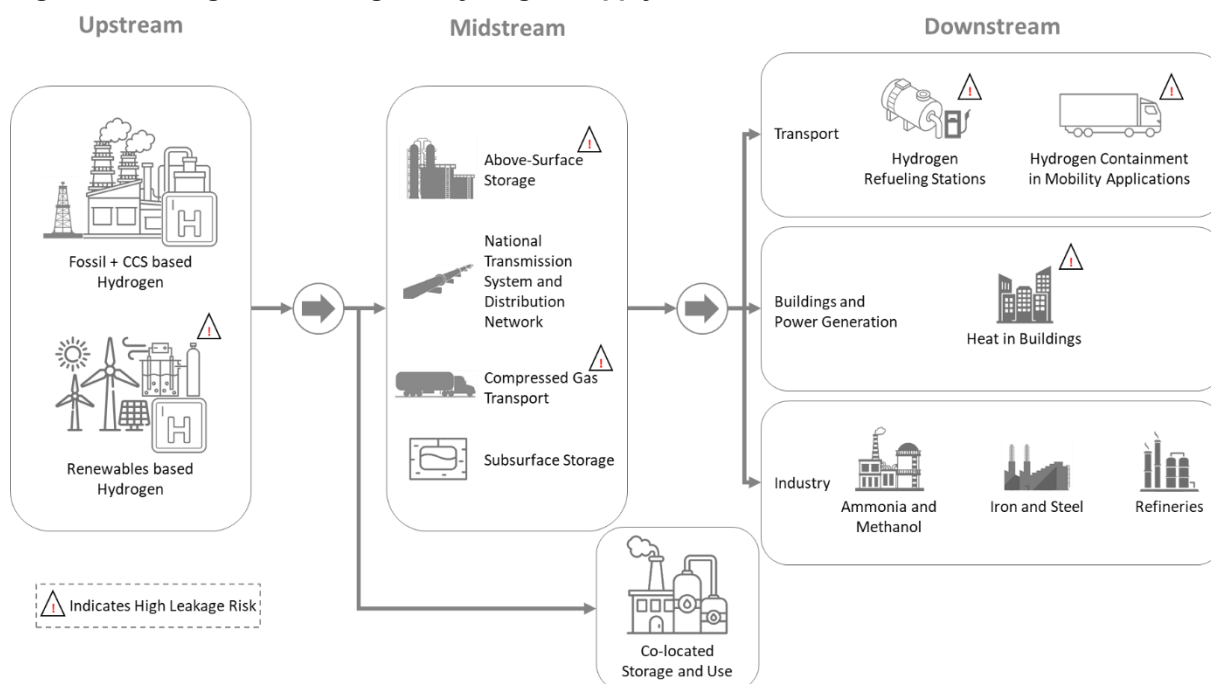 Upstream
Midstream
Downstream
Fossil + CCS based
Hydrogen
H
Renewables based
Hydrogen
H
! Indicates High Leakage Risk
Above-Surface
Storage
!
National
Transmission
System and
Distribution
Network
Compressed Gas
Transport
!
Subsurface Storage
Co-located
Storage and Use
Transport
Hydrogen
Refueling Stations
!
Hydrogen Containment
in Mobility Applications
!
Buildings and
Power Generation
Heat in Buildings
!
Industry
Ammonia and
Methanol
Iron and Steel
Refineries
!